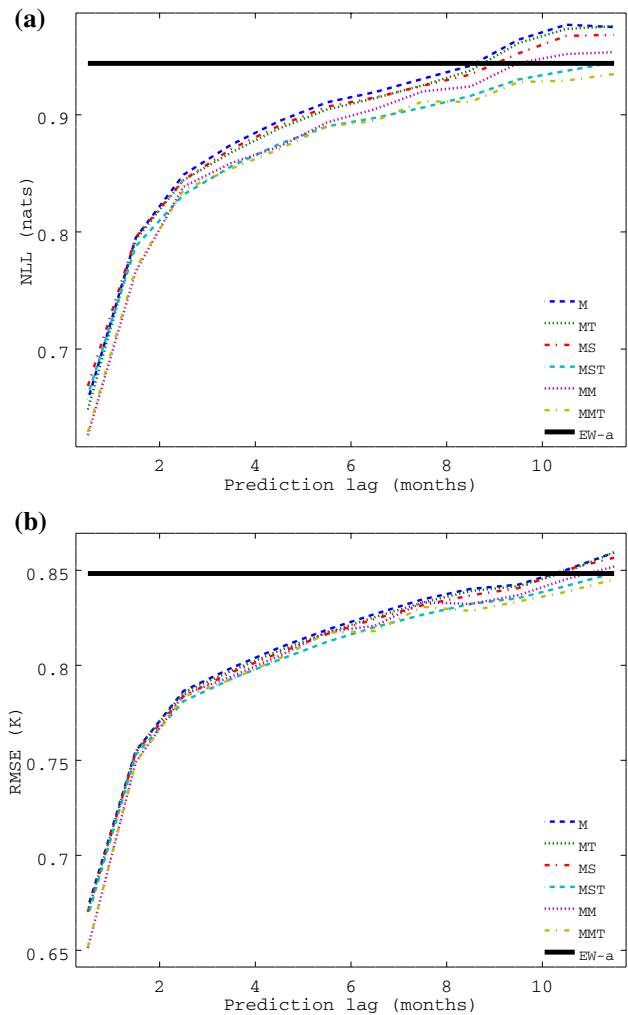 (a)
0.9
0.8
0.7
NLL (nats)
M
MT
MS
MST
MM
MMT
EW-a
2 4 6 8 10
Prediction lag (months)
(b)
0.85
0.8
0.75
0.7
0.65
RMSE (K)
M
MT
MS
MST
MM
MMT
EW-a
2 4 6 8 10
Prediction lag (months)